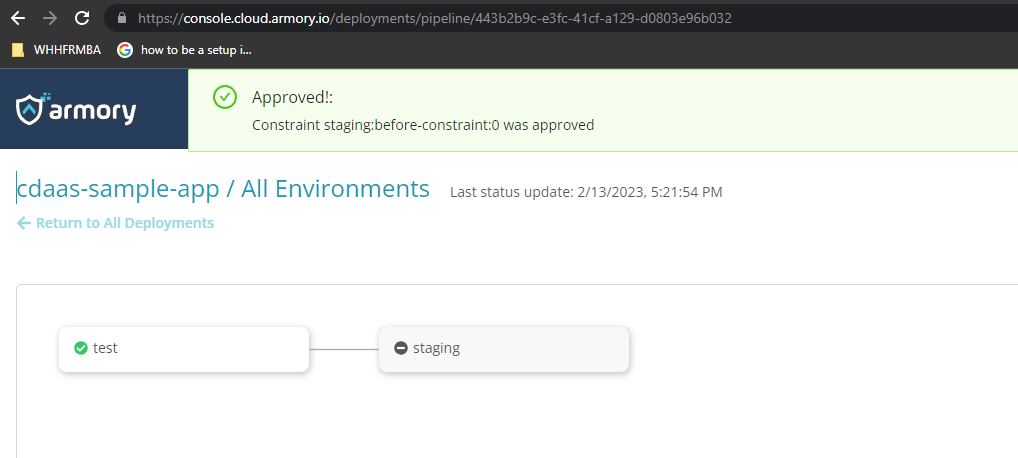 https://console.cloud.armory.io/deployments/pipeline/443b2b9c-e3fc-41cf-a129-d0803e96b032
WHHFRMBA
how to be a setup i...
armory
Approved!:
Constraint staging:before-constraint:0 was approved
cdaas-sample-app / All Environments
Last status update: 2/13/2023, 5:21:54 PM
Return to All Deployments
test
staging